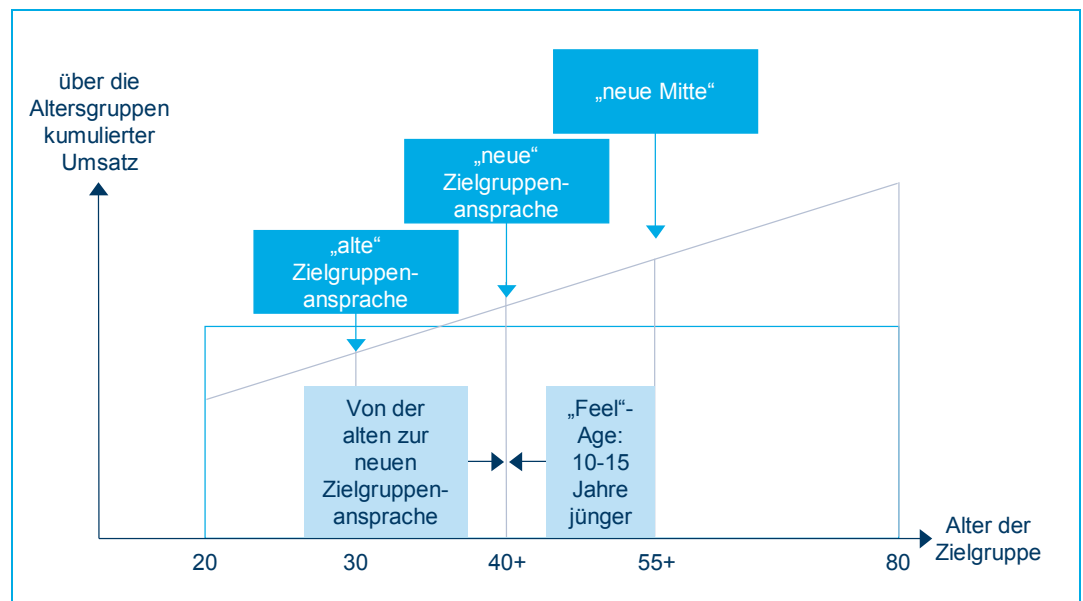 über die
Altersgruppen
kumulierter
Umsatz
„neue Mitte“
„neue“
Zielgruppen-
ansprache
„alte“
Zielgruppen-
ansprache
Von der
alten zur
neuen
Zielgruppen-
ansprache
„Feel“-
Age:
10-15
Jahre
jünger
Alter der
Zielgruppe
20
30
40+
55+
80